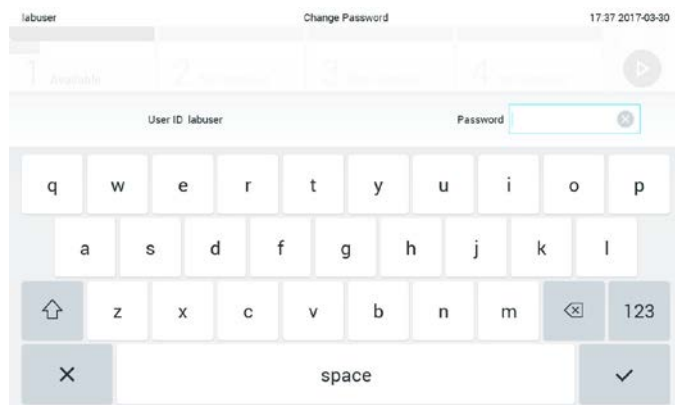 labuser Change Password 17:37 2017-03-30
1 Available 2 3 4
User ID labuser Password
q w e r t y u i o p
a s d f g h j k l
z x c v b n m 123
space